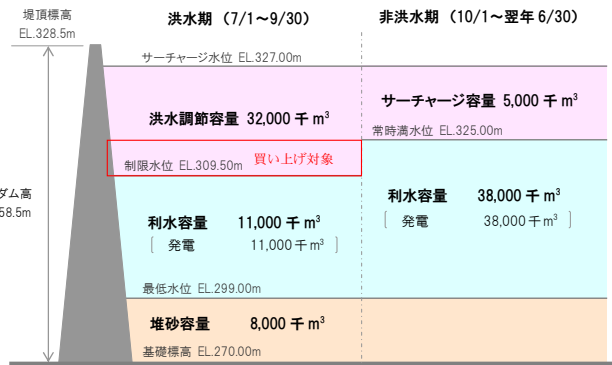 堤頂標高
EL.328.5m
洪水期 (7/1~9/30)
非洪水期 (10/1~翌年 6/30)
サーチャージ水位 EL.327.00m
洪水調節容量 32,000 千 m³
サーチャージ容量 5,000 千 m³
常時満水位 EL.325.00m
制限水位 EL.309.50m 買い上げ対象
ダム高
58.5m
利水容量 11,000 千 m³
[ 発電 11,000 千 m³ ]
利水容量 38,000 千 m³
[ 発電 38,000 千 m³ ]
最低水位 EL.299.00m
堆砂容量 8,000 千 m³
基礎標高 EL.270.00m